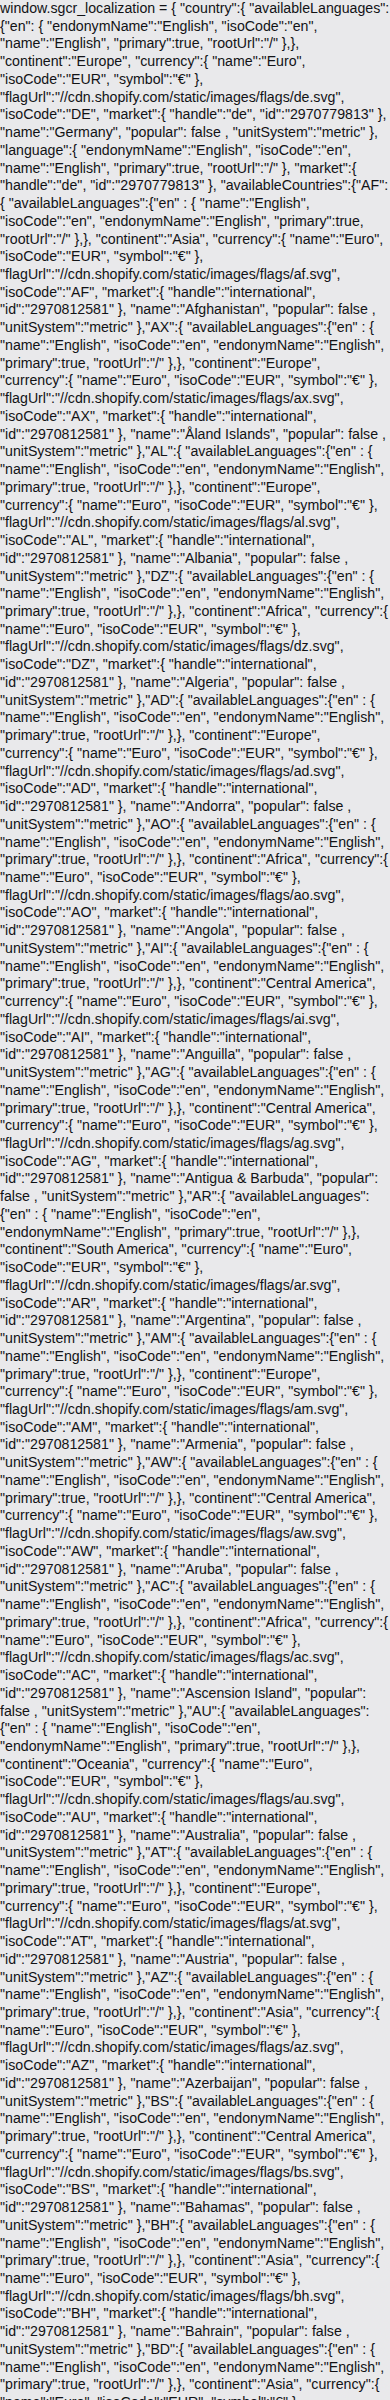 window.sgcr_localization = { "country":{ "availableLanguages":
{"en": { "endonymName":"English", "isoCode":"en",
"name":"English", "primary":true, "rootUrl":"/" },},
"continent":"Europe", "currency":{ "name":"Euro",
"isoCode":"EUR", "symbol":"€" },
"flagUrl":"//cdn.shopify.com/static/images/flags/de.svg",
"isoCode":"DE", "market":{ "handle":"de", "id":"2970779813" },
"name":"Germany", "popular": false , "unitSystem":"metric" },
"language":{ "endonymName":"English", "isoCode":"en",
"name":"English", "primary":true, "rootUrl":"/" }, "market":{
"handle":"de", "id":"2970779813" }, "availableCountries":{"AF":
{ "availableLanguages":{"en" : { "name":"English",
"isoCode":"en", "endonymName":"English", "primary":true,
"rootUrl":"/" },}, "continent":"Asia", "currency":{ "name":"Euro",
"isoCode":"EUR", "symbol":"€" },
"flagUrl":"//cdn.shopify.com/static/images/flags/af.svg",
"isoCode":"AF", "market":{ "handle":"international",
"id":"2970812581" }, "name":"Afghanistan", "popular": false ,
"unitSystem":"metric" },"AX":{ "availableLanguages":{"en" : {
"name":"English", "isoCode":"en", "endonymName":"English",
"primary":true, "rootUrl":"/" },}, "continent":"Europe",
"currency":{ "name":"Euro", "isoCode":"EUR", "symbol":"€" },
"flagUrl":"//cdn.shopify.com/static/images/flags/ax.svg",
"isoCode":"AX", "market":{ "handle":"international",
"id":"2970812581" }, "name":"Åland Islands", "popular": false ,
"unitSystem":"metric" },"AL":{ "availableLanguages":{"en" : {
"name":"English", "isoCode":"en", "endonymName":"English",
"primary":true, "rootUrl":"/" },}, "continent":"Europe",
"currency":{ "name":"Euro", "isoCode":"EUR", "symbol":"€" },
"flagUrl":"//cdn.shopify.com/static/images/flags/al.svg",
"isoCode":"AL", "market":{ "handle":"international",
"id":"2970812581" }, "name":"Albania", "popular": false ,
"unitSystem":"metric" },"DZ":{ "availableLanguages":{"en" : {
"name":"English", "isoCode":"en", "endonymName":"English",
"primary":true, "rootUrl":"/" },}, "continent":"Africa", "currency":{
"name":"Euro", "isoCode":"EUR", "symbol":"€" },
"flagUrl":"//cdn.shopify.com/static/images/flags/dz.svg",
"isoCode":"DZ", "market":{ "handle":"international",
"id":"2970812581" }, "name":"Algeria", "popular": false ,
"unitSystem":"metric" },"AD":{ "availableLanguages":{"en" : {
"name":"English", "isoCode":"en", "endonymName":"English",
"primary":true, "rootUrl":"/" },}, "continent":"Europe",
"currency":{ "name":"Euro", "isoCode":"EUR", "symbol":"€" },
"flagUrl":"//cdn.shopify.com/static/images/flags/ad.svg",
"isoCode":"AD", "market":{ "handle":"international",
"id":"2970812581" }, "name":"Andorra", "popular": false ,
"unitSystem":"metric" },"AO":{ "availableLanguages":{"en" : {
"name":"English", "isoCode":"en", "endonymName":"English",
"primary":true, "rootUrl":"/" },}, "continent":"Africa", "currency":{
"name":"Euro", "isoCode":"EUR", "symbol":"€" },
"flagUrl":"//cdn.shopify.com/static/images/flags/ao.svg",
"isoCode":"AO", "market":{ "handle":"international",
"id":"2970812581" }, "name":"Angola", "popular": false ,
"unitSystem":"metric" },"AI":{ "availableLanguages":{"en" : {
"name":"English", "isoCode":"en", "endonymName":"English",
"primary":true, "rootUrl":"/" },}, "continent":"Central America",
"currency":{ "name":"Euro", "isoCode":"EUR", "symbol":"€" },
"flagUrl":"//cdn.shopify.com/static/images/flags/ai.svg",
"isoCode":"AI", "market":{ "handle":"international",
"id":"2970812581" }, "name":"Anguilla", "popular": false ,
"unitSystem":"metric" },"AG":{ "availableLanguages":{"en" : {
"name":"English", "isoCode":"en", "endonymName":"English",
"primary":true, "rootUrl":"/" },}, "continent":"Central America",
"currency":{ "name":"Euro", "isoCode":"EUR", "symbol":"€" },
"flagUrl":"//cdn.shopify.com/static/images/flags/ag.svg",
"isoCode":"AG", "market":{ "handle":"international",
"id":"2970812581" }, "name":"Antigua & Barbuda", "popular":
false , "unitSystem":"metric" },"AR":{ "availableLanguages":
{"en" : { "name":"English", "isoCode":"en",
"endonymName":"English", "primary":true, "rootUrl":"/" },},
"continent":"South America", "currency":{ "name":"Euro",
"isoCode":"EUR", "symbol":"€" },
"flagUrl":"//cdn.shopify.com/static/images/flags/ar.svg",
"isoCode":"AR", "market":{ "handle":"international",
"id":"2970812581" }, "name":"Argentina", "popular": false ,
"unitSystem":"metric" },"AM":{ "availableLanguages":{"en" : {
"name":"English", "isoCode":"en", "endonymName":"English",
"primary":true, "rootUrl":"/" },}, "continent":"Europe",
"currency":{ "name":"Euro", "isoCode":"EUR", "symbol":"€" },
"flagUrl":"//cdn.shopify.com/static/images/flags/am.svg",
"isoCode":"AM", "market":{ "handle":"international",
"id":"2970812581" }, "name":"Armenia", "popular": false ,
"unitSystem":"metric" },"AW":{ "availableLanguages":{"en" : {
"name":"English", "isoCode":"en", "endonymName":"English",
"primary":true, "rootUrl":"/" },}, "continent":"Central America",
"currency":{ "name":"Euro", "isoCode":"EUR", "symbol":"€" },
"flagUrl":"//cdn.shopify.com/static/images/flags/aw.svg",
"isoCode":"AW", "market":{ "handle":"international",
"id":"2970812581" }, "name":"Aruba", "popular": false ,
"unitSystem":"metric" },"AC":{ "availableLanguages":{"en" : {
"name":"English", "isoCode":"en", "endonymName":"English",
"primary":true, "rootUrl":"/" },}, "continent":"Africa", "currency":{
"name":"Euro", "isoCode":"EUR", "symbol":"€" },
"flagUrl":"//cdn.shopify.com/static/images/flags/ac.svg",
"isoCode":"AC", "market":{ "handle":"international",
"id":"2970812581" }, "name":"Ascension Island", "popular":
false , "unitSystem":"metric" },"AU":{ "availableLanguages":
{"en" : { "name":"English", "isoCode":"en",
"endonymName":"English", "primary":true, "rootUrl":"/" },},
"continent":"Oceania", "currency":{ "name":"Euro",
"isoCode":"EUR", "symbol":"€" },
"flagUrl":"//cdn.shopify.com/static/images/flags/au.svg",
"isoCode":"AU", "market":{ "handle":"international",
"id":"2970812581" }, "name":"Australia", "popular": false ,
"unitSystem":"metric" },"AT":{ "availableLanguages":{"en" : {
"name":"English", "isoCode":"en", "endonymName":"English",
"primary":true, "rootUrl":"/" },}, "continent":"Europe",
"currency":{ "name":"Euro", "isoCode":"EUR", "symbol":"€" },
"flagUrl":"//cdn.shopify.com/static/images/flags/at.svg",
"isoCode":"AT", "market":{ "handle":"international",
"id":"2970812581" }, "name":"Austria", "popular": false ,
"unitSystem":"metric" },"AZ":{ "availableLanguages":{"en" : {
"name":"English", "isoCode":"en", "endonymName":"English",
"primary":true, "rootUrl":"/" },}, "continent":"Asia", "currency":{
"name":"Euro", "isoCode":"EUR", "symbol":"€" },
"flagUrl":"//cdn.shopify.com/static/images/flags/az.svg",
"isoCode":"AZ", "market":{ "handle":"international",
"id":"2970812581" }, "name":"Azerbaijan", "popular": false ,
"unitSystem":"metric" },"BS":{ "availableLanguages":{"en" : {
"name":"English", "isoCode":"en", "endonymName":"English",
"primary":true, "rootUrl":"/" },}, "continent":"Central America",
"currency":{ "name":"Euro", "isoCode":"EUR", "symbol":"€" },
"flagUrl":"//cdn.shopify.com/static/images/flags/bs.svg",
"isoCode":"BS", "market":{ "handle":"international",
"id":"2970812581" }, "name":"Bahamas", "popular": false ,
"unitSystem":"metric" },"BH":{ "availableLanguages":{"en" : {
"name":"English", "isoCode":"en", "endonymName":"English",
"primary":true, "rootUrl":"/" },}, "continent":"Asia", "currency":{
"name":"Euro", "isoCode":"EUR", "symbol":"€" },
"flagUrl":"//cdn.shopify.com/static/images/flags/bh.svg",
"isoCode":"BH", "market":{ "handle":"international",
"id":"2970812581" }, "name":"Bahrain", "popular": false ,
"unitSystem":"metric" },"BD":{ "availableLanguages":{"en" : {
"name":"English", "isoCode":"en", "endonymName":"English",
"primary":true, "rootUrl":"/" },}, "continent":"Asia", "currency":{